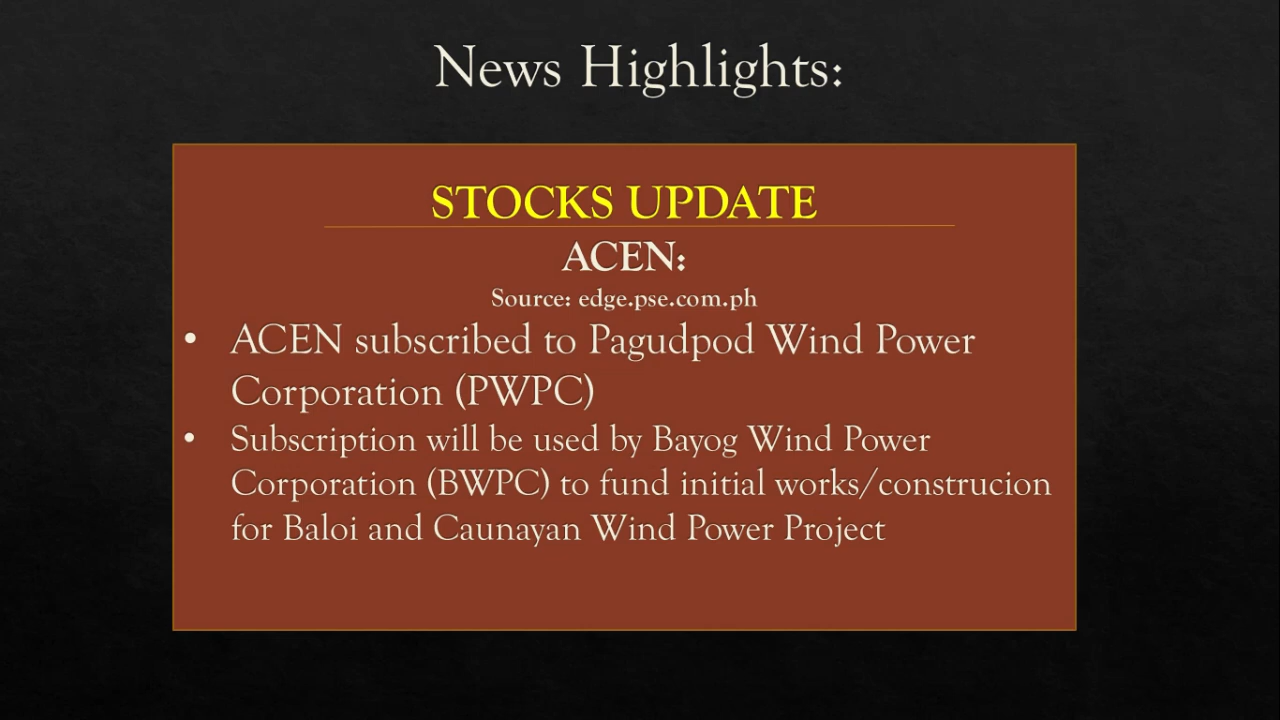 News Highlights:
STOCKS UPDATE
ACEN:
Source: edge.pse.com.ph
• ACEN subscribed to Pagudpod Wind Power
Corporation (PWPC)
• Subscription will be used by Bayog Wind Power
Corporation (BWPC) to fund initial works/construcion
for Baloi and Caunayan Wind Power Project